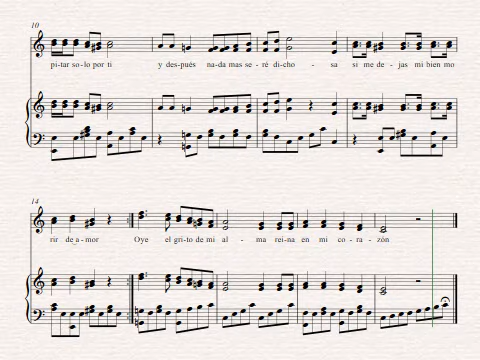 10
pi-tar so-lo por ti y des-pués na-da mas se-ré di-cho-sa si me de-jas mi bien mo
14
rir de a-mor Oye el gri-to de mi al-ma rei-na en mi co-ra-zón